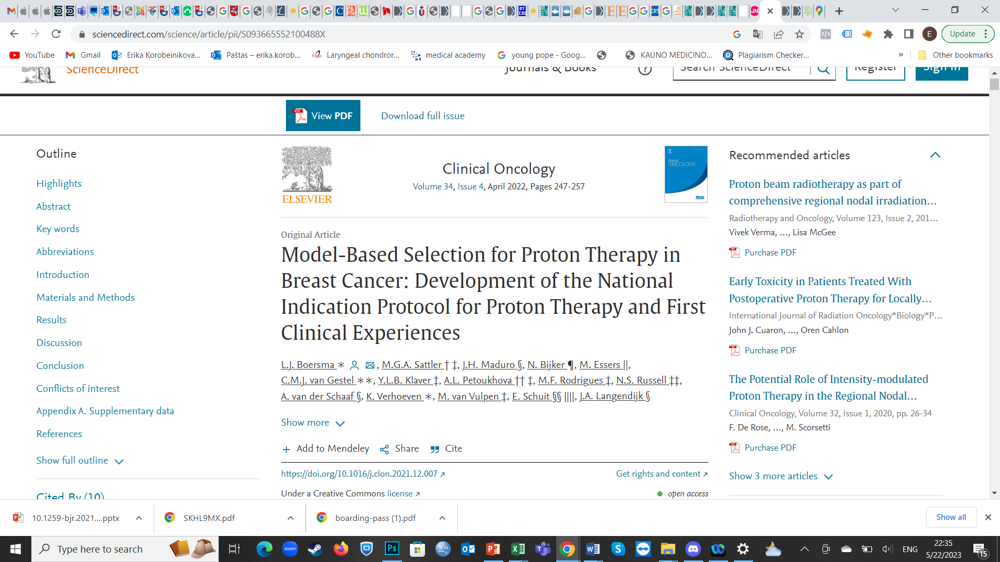 sciencedirect.com/science/article/pii/S093665552100488X
E
Update
YouTube
Gmail
Erika Korobeinikova...
Paštas – erika.korob...
Laryngeal chondror...
medical academy
young pope - Goog...
KAUNO MEDICINO...
Plagiarism Checker...
»
Other bookmarks
ScienceDirect
Journals & Books
Search ScienceDirect
Register
Sign in
View PDF
Download full issue
Outline
Highlights
Abstract
Key words
Abbreviations
Introduction
Materials and Methods
Results
Discussion
Conclusion
Conflicts of interest
Appendix A. Supplementary data
References
Show full outline
Cited By (10)
ELSEVIER
Clinical Oncology
Volume 34, Issue 4, April 2022, Pages 247-257
clinical
ONCOLOGY
Original Article
Model-Based Selection for Proton Therapy in
Breast Cancer: Development of the National
Indication Protocol for Proton Therapy and First
Clinical Experiences
L.J. Boersma ∗ , M.G.A. Sattler † ‡, J.H. Maduro §, N. Bijker ¶, M. Essers ||,
C.M.J. van Gestel ∗∗, Y.L.B. Klaver ‡, A.L. Petoukhova †† ‡, M.F. Rodrigues ‡, N.S. Russell ‡‡,
A. van der Schaaf §, K. Verhoeven ∗, M. van Vulpen ‡, E. Schuit §§ ||||, J.A. Langendijk §
Show more
Add to Mendeley
Share
Cite
https://doi.org/10.1016/j.clon.2021.12.007
Get rights and content
Under a Creative Commons license
open access
Recommended articles
Proton beam radiotherapy as part of
comprehensive regional nodal irradiation...
Radiotherapy and Oncology, Volume 123, Issue 2, 201...
Vivek Verma, ..., Lisa McGee
Purchase PDF
Early Toxicity in Patients Treated With
Postoperative Proton Therapy for Locally...
International Journal of Radiation Oncology*Biology*P...
John J. Cuaron, ..., Oren Cahlon
Purchase PDF
The Potential Role of Intensity-modulated
Proton Therapy in the Regional Nodal...
Clinical Oncology, Volume 32, Issue 1, 2020, pp. 26-34
F. De Rose, ..., M. Scorsetti
Purchase PDF
Show 3 more articles
10.1259-bjr.2021....pptx
SKHL9MX.pdf
boarding-pass (1).pdf
Show all
Type here to search
zoom
Ps
ENG
22:35
5/22/2023
15